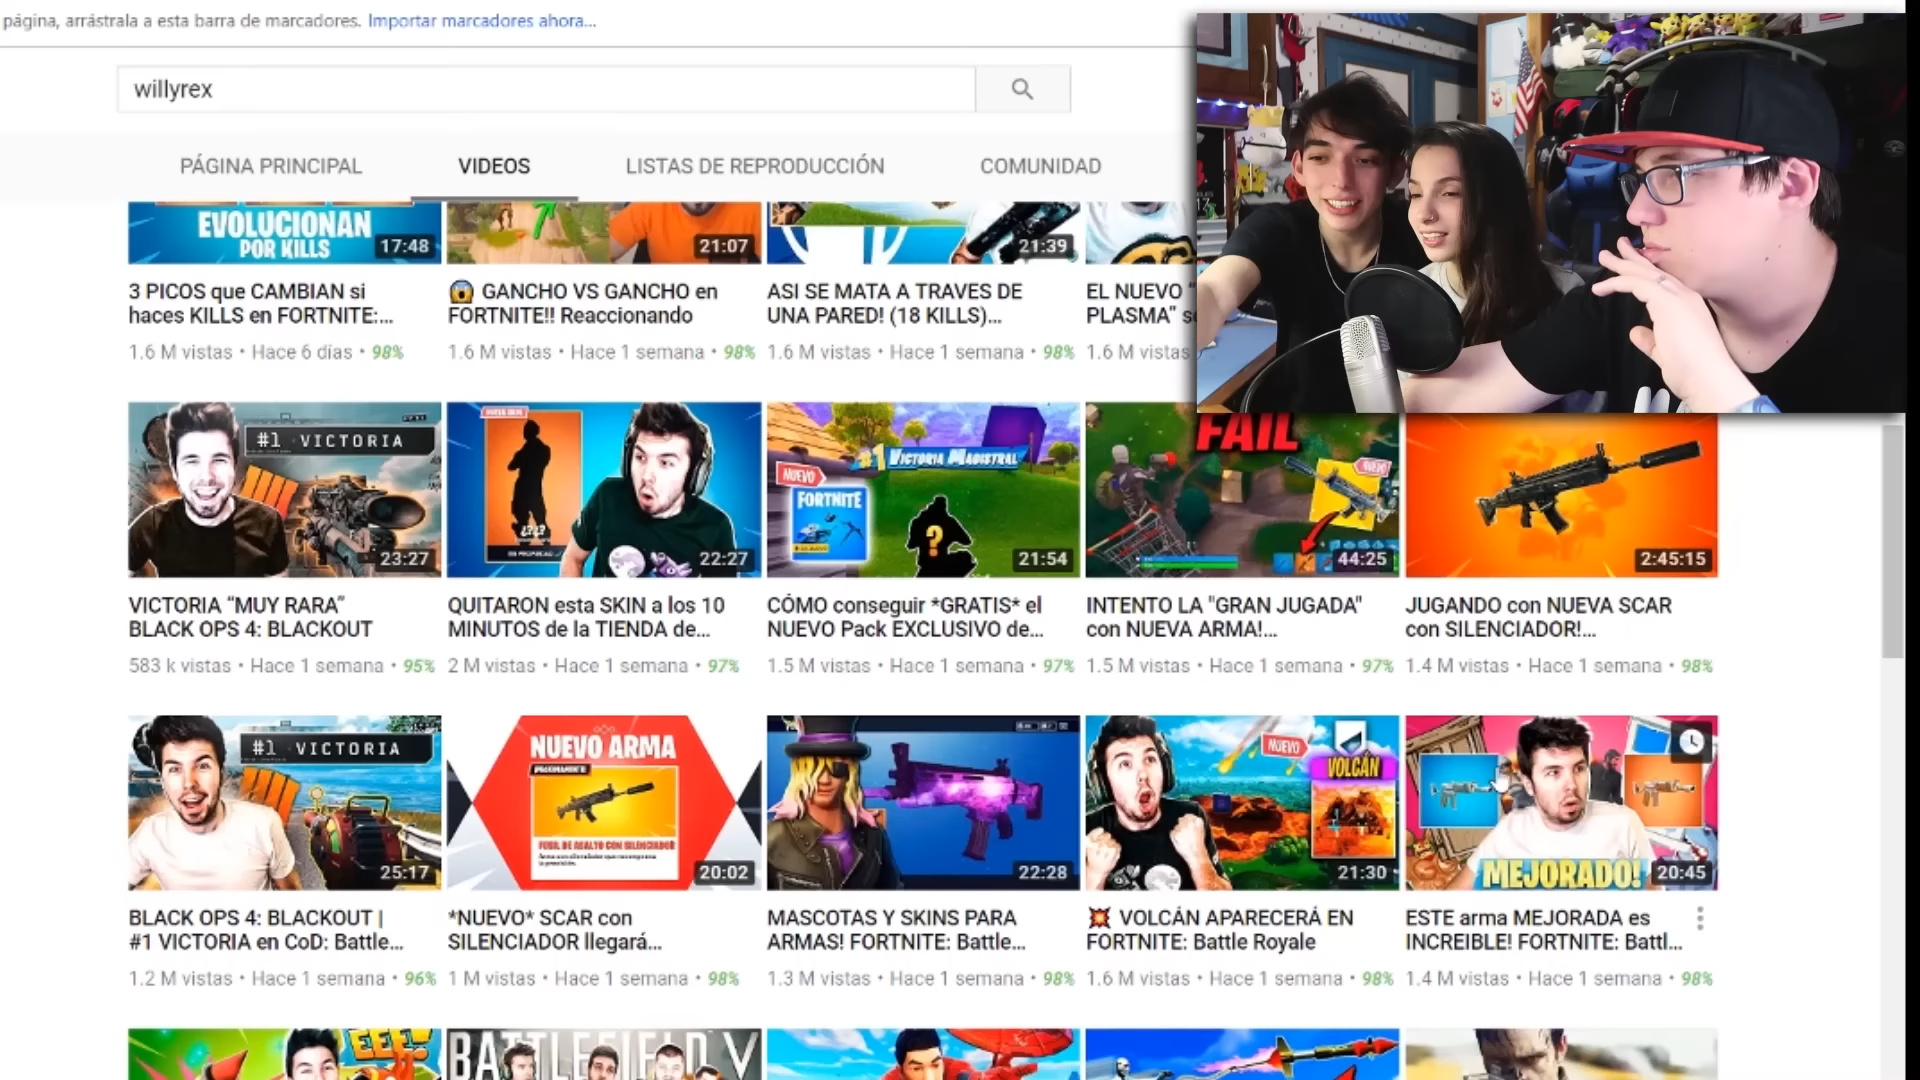 página, arrástrala a esta barra de marcadores. Importar marcadores ahora...
willyrex
PÁGINA PRINCIPAL
VIDEOS
LISTAS DE REPRODUCCIÓN
COMUNIDAD
EVOLUCIONAN
POR KILLS
17:48
21:07
21:39
3 PICOS que CAMBIAN si
haces KILLS en FORTNITE:...
1.6 M vistas • Hace 6 días • 98%
😱 GANCHO VS GANCHO en
FORTNITE!! Reaccionando
1.6 M vistas • Hace 1 semana • 98%
ASI SE MATA A TRAVES DE
UNA PARED! (18 KILLS)...
1.6 M vistas • Hace 1 semana • 98%
EL NUEVO "
PLASMA" s
1.6 M vistas
#1 VICTORIA
23:27
¿?¿?
22:27
#1 VICTORIA MAGISTRAL
NUEVO
FORTNITE
?
21:54
FAIL
NUEVO
44:25
2:45:15
VICTORIA “MUY RARA”
BLACK OPS 4: BLACKOUT
583 k vistas • Hace 1 semana • 95%
QUITARON esta SKIN a los 10
MINUTOS de la TIENDA de...
2 M vistas • Hace 1 semana • 97%
CÓMO conseguir *GRATIS* el
NUEVO Pack EXCLUSIVO de...
1.5 M vistas • Hace 1 semana • 97%
INTENTO LA "GRAN JUGADA"
con NUEVA ARMA!...
1.5 M vistas • Hace 1 semana • 97%
JUGANDO con NUEVA SCAR
con SILENCIADOR!...
1.4 M vistas • Hace 1 semana • 98%
#1 VICTORIA
25:17
NUEVO ARMA
PRÓXIMAMENTE
FUSIL DE ASALTO CON SILENCIADOR
20:02
22:28
NUEVO
VOLCÁN
21:30
MEJORADO!
20:45
BLACK OPS 4: BLACKOUT |
#1 VICTORIA en CoD: Battle...
1.2 M vistas • Hace 1 semana • 96%
*NUEVO* SCAR con
SILENCIADOR llegará...
1 M vistas • Hace 1 semana • 98%
MASCOTAS Y SKINS PARA
ARMAS! FORTNITE: Battle...
1.3 M vistas • Hace 1 semana • 98%
💥 VOLCÁN APARECERÁ EN
FORTNITE: Battle Royale
1.6 M vistas • Hace 1 semana • 98%
ESTE arma MEJORADA es
INCREIBLE! FORTNITE: Battl...
1.4 M vistas • Hace 1 semana • 98%
EEE!
BATTLEFIELD V